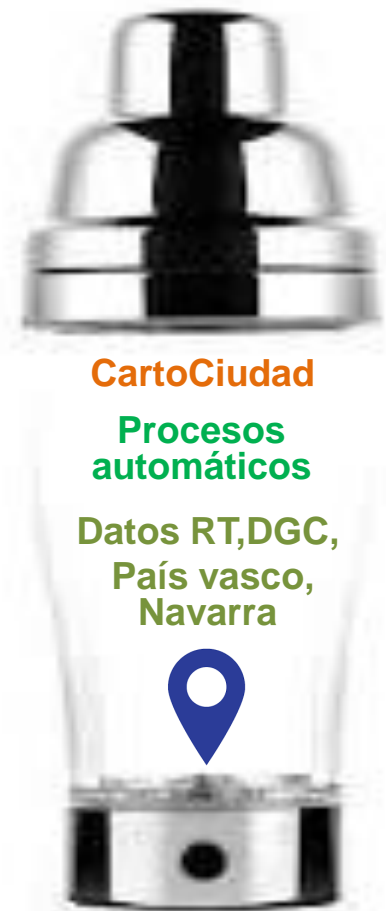 CartoCiudad
Procesos
automáticos
Datos RT,DGC,
País vasco,
Navarra